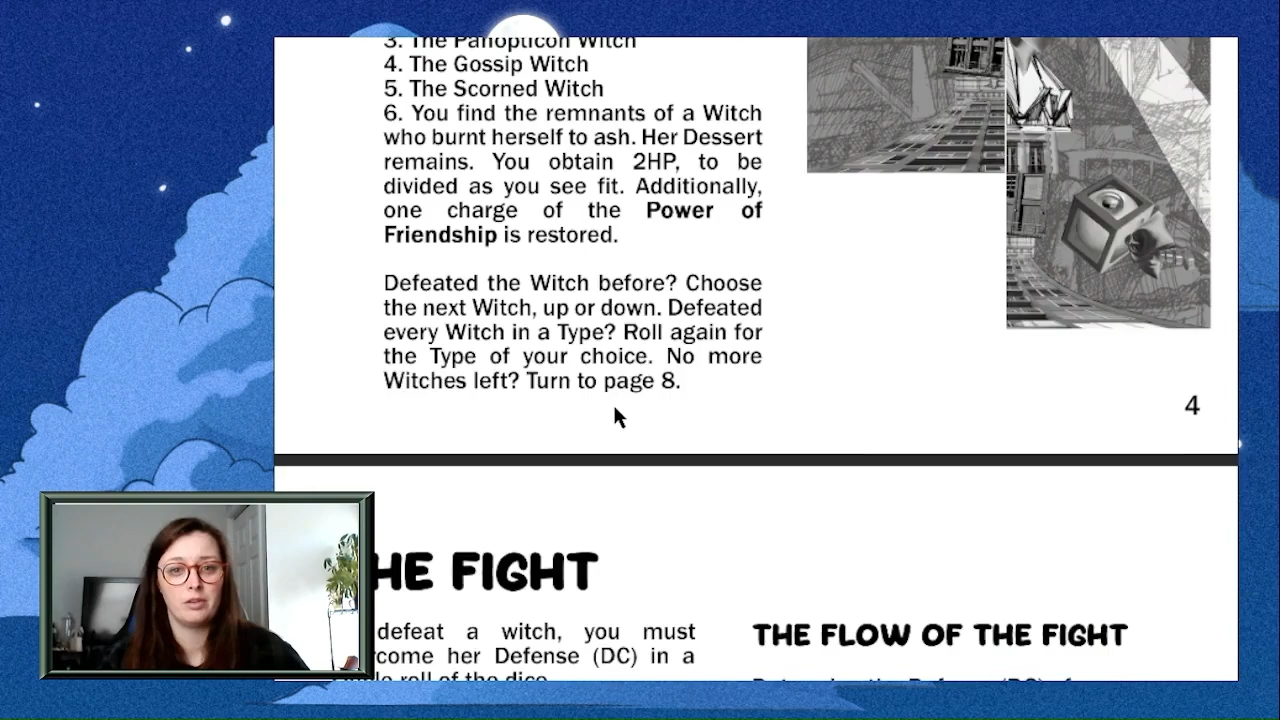 3. The Panopticon Witch
4. The Gossip Witch
5. The Scorned Witch
6. You find the remnants of a Witch
who burnt herself to ash. Her Dessert
remains. You obtain 2HP, to be
divided as you see fit. Additionally,
one charge of the Power of
Friendship is restored.
Defeated the Witch before? Choose
the next Witch, up or down. Defeated
every Witch in a Type? Roll again for
the Type of your choice. No more
Witches left? Turn to page 8.
4
HE FIGHT
defeat a witch, you must
come her Defense (DC) in a
roll of the dice
THE FLOW OF THE FIGHT